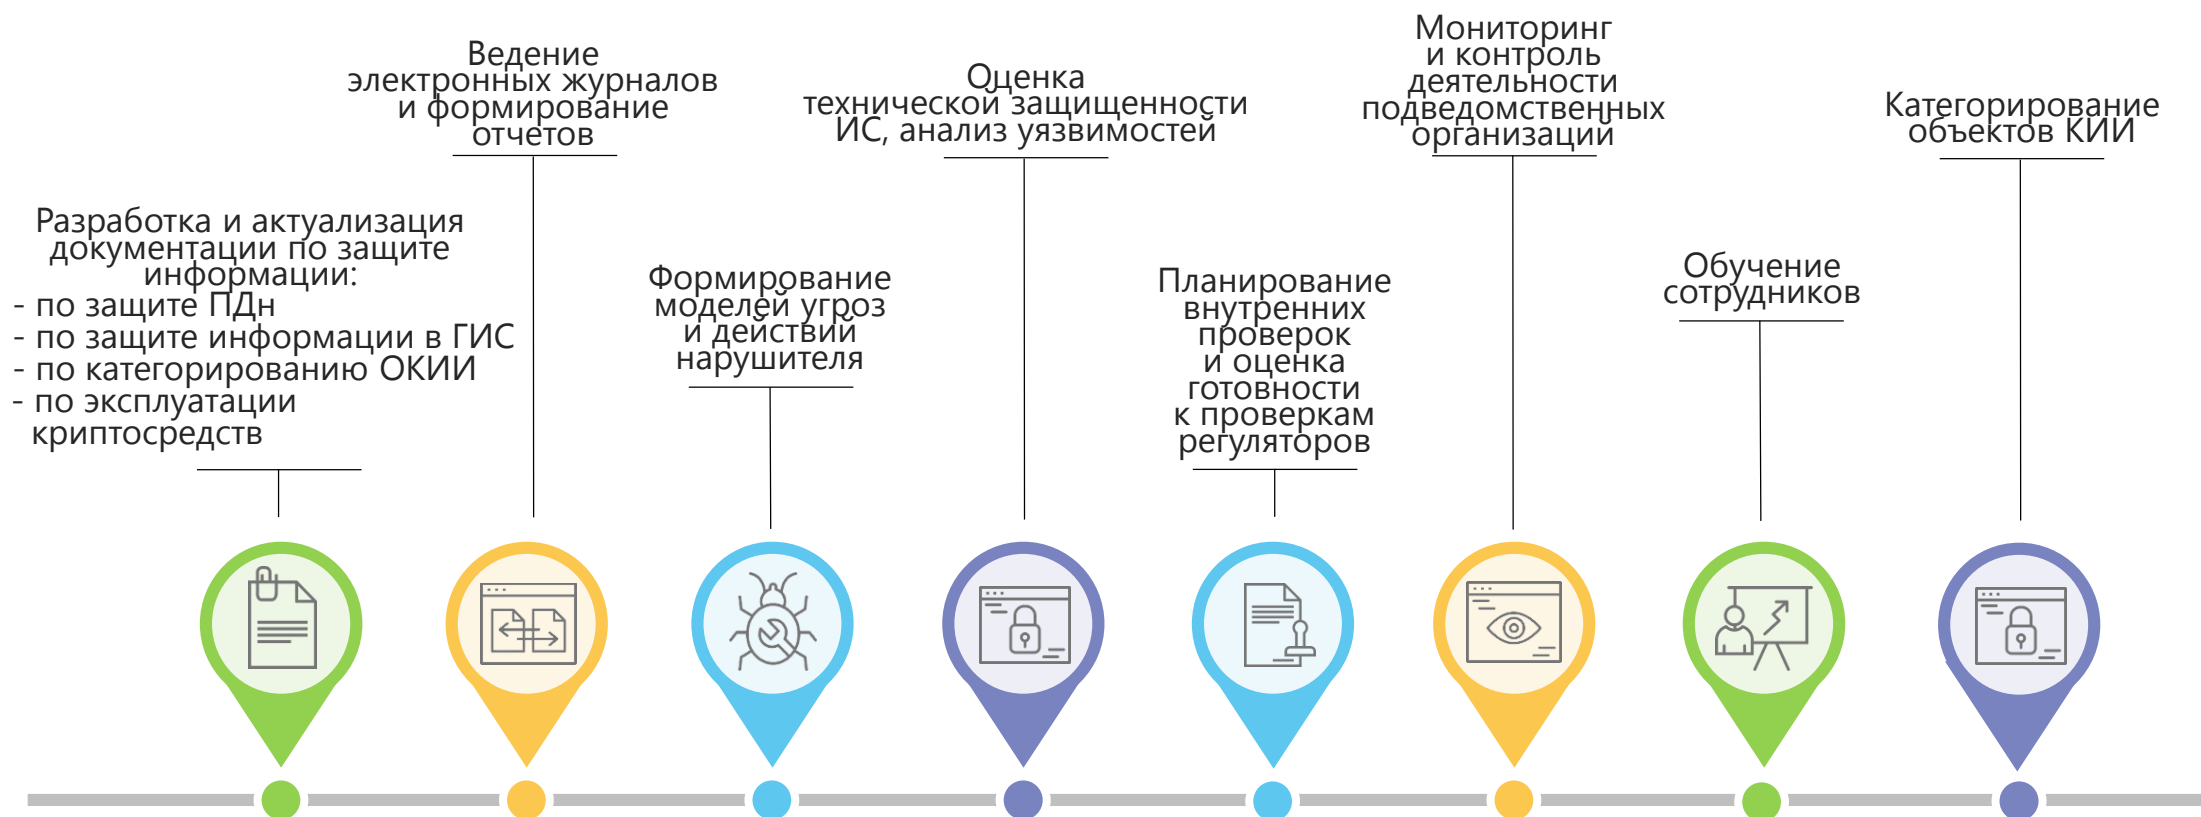 Разработка и актуализация
документации по защите
информации:
- по защите ПДн
- по защите информации в ГИС
- по категорированию ОКИИ
- по эксплуатации
криптосредств
Ведение
электронных журналов
и формирование
отчетов
Формирование
моделей угроз
и действий
нарушителя
Оценка
технической защищенности
ИС, анализ уязвимостей
Планирование
внутренних
проверок
и оценка
готовности
к проверкам
регуляторов
Мониторинг
и контроль
деятельности
подведомственных
организаций
Обучение
сотрудников
Категорирование
объектов КИИ